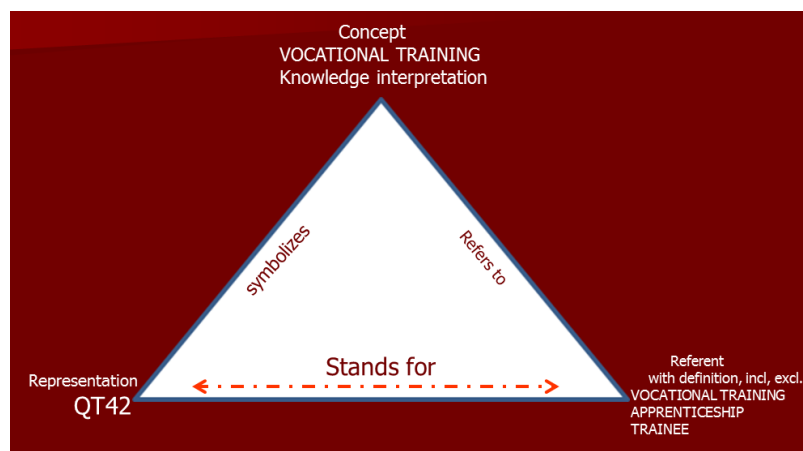 Concept
VOCATIONAL TRAINING
Knowledge interpretation
symbolizes
Refers to
Stands for
Representation
QT42
Referent
with definition, incl, excl.
VOCATIONAL TRAINING
APPRENTICESHIP
TRAINEE